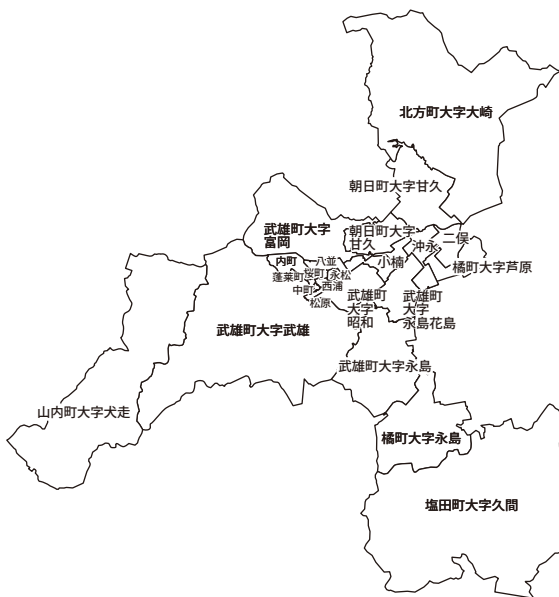 北方町大字大崎
朝日町大字甘久
武雄町大字
富岡
朝日町大字
甘久
沖永
二俣
内町
八並
小楠
橘町大字芦原
蓬莱町
桜町
永松
中町
西浦
松原
武雄町
大字
昭和
武雄町
大字
永島花島
武雄町大字武雄
武雄町大字永島
山内町大字犬走
橘町大字永島
塩田町大字久間